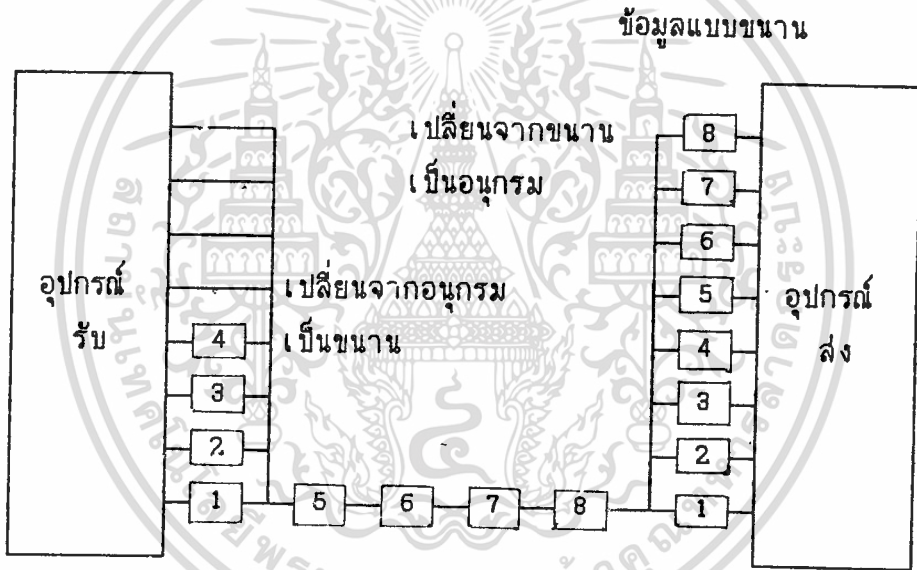 ข้อมูลแบบขนาน
เปลี่ยนจากขนาน
เป็นอนุกรม
8
7
6
5
4
3
2
1
อุปกรณ์
ส่ง
อุปกรณ์
รับ
เปลี่ยนจากอนุกรม
เป็นขนาน
4
3
2
1
5
6
7
8